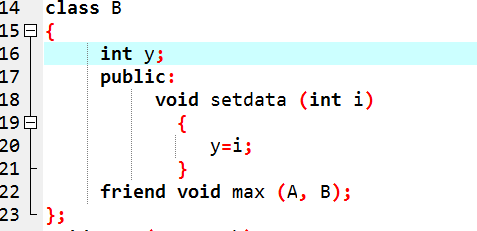 14 class B
15 {
16 int y;
17 public:
18 void setdata (int i)
19 {
20 y=i;
21 }
22 friend void max (A, B);
23 };